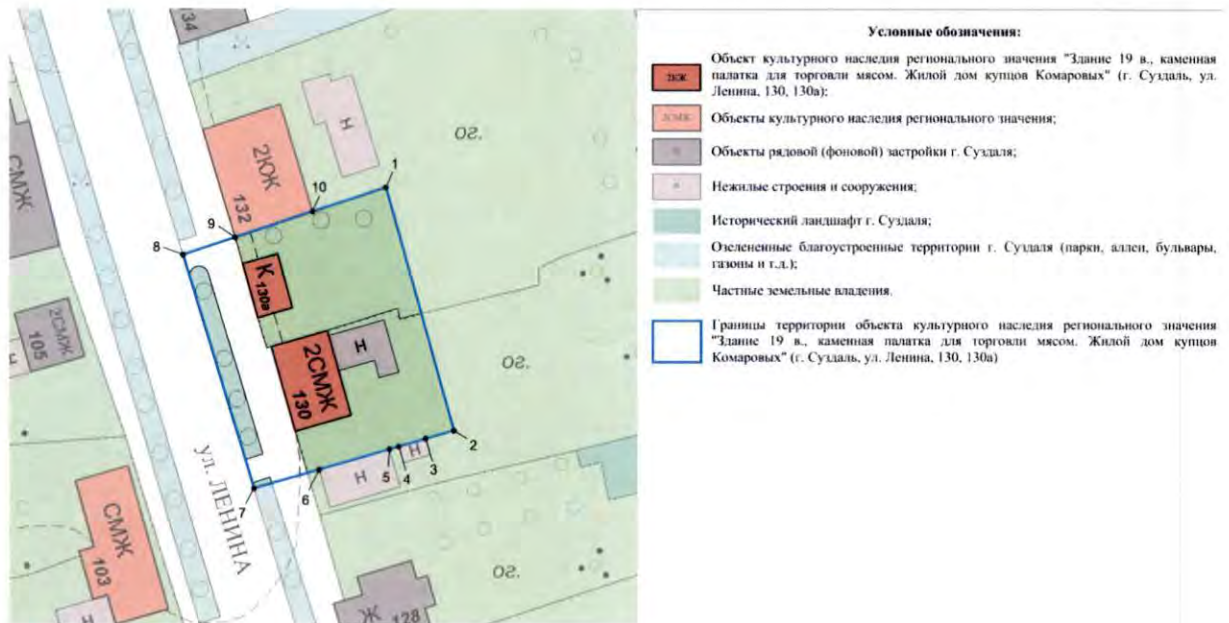 134
Н
ог.
1
2КЖ
132
10
9
8
СМЖ
К
130а
2СМЖ
105
Н
Н
2СМЖ
130
ог.
2
3
4
5
6
7
Н
Н
ул. ЛЕНИНА
СМЖ
103
Н
ог.
Ж 128
Условные обозначения:
2КЖ
Объект культурного наследия регионального значения "Здание 19 в., каменная
палатка для торговли мясом. Жилой дом купцов Комаровых" (г. Суздаль, ул.
Ленина, 130, 130а);
2СМЖ
Объекты культурного наследия регионального значения;
Объекты рядовой (фоновой) застройки г. Суздаля;
Нежилые строения и сооружения;
Исторический ландшафт г. Суздаля;
Озелененные благоустроенные территории г. Суздаля (парки, аллеи, бульвары,
газоны и т.д.);
Частные земельные владения.
Границы территории объекта культурного наследия регионального значения
"Здание 19 в., каменная палатка для торговли мясом. Жилой дом купцов
Комаровых" (г. Суздаль, ул. Ленина, 130, 130а)